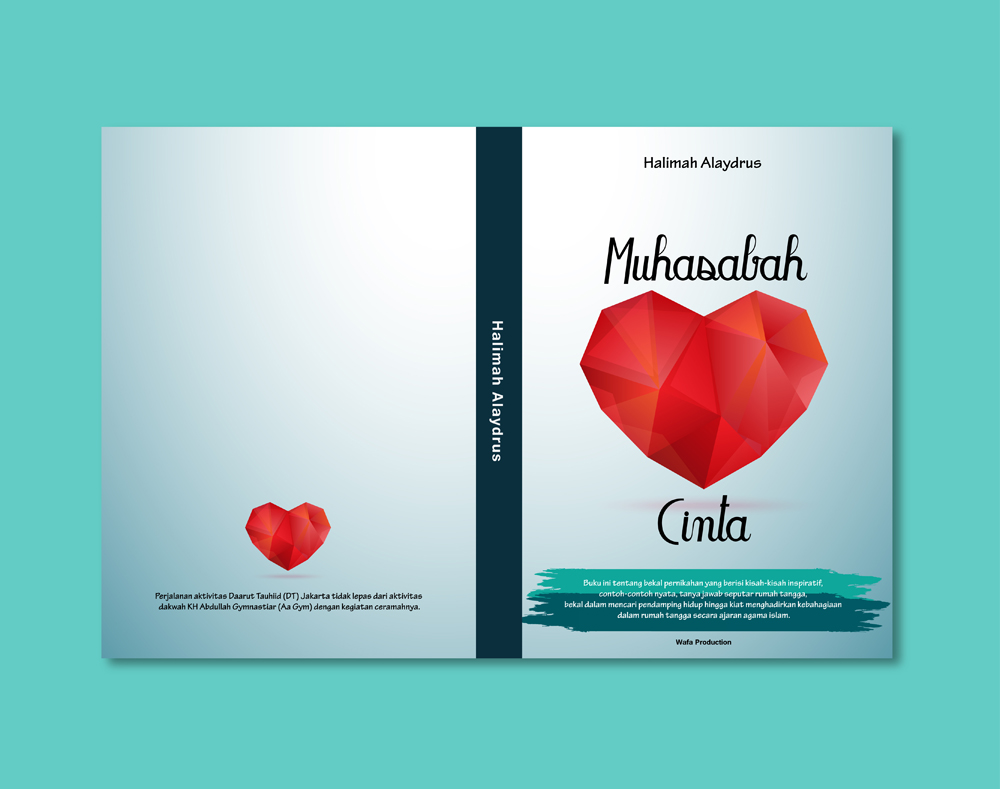 Perjalanan aktivitas Daarut Tauhiid (DT) Jakarta tidak lepas dari aktivitas
dakwah KH Abdullah Gymnastiar (Aa Gym) dengan kegiatan ceramahnya.
Halimah Alaydrus
Halimah Alaydrus
Muhasabah
Cinta
Buku ini tentang bekal pernikahan yang berisi kisah-kisah inspiratif,
contoh-contoh nyata, tanya jawab seputar rumah tangga,
bekal dalam mencari pendamping hidup hingga kiat menghadirkan kebahagiaan
dalam rumah tangga secara ajaran agama islam.
Wafa Production